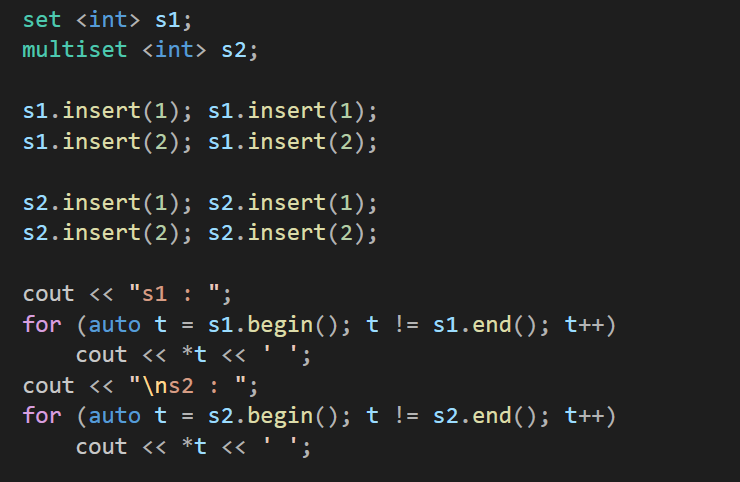 set <int> s1;
multiset <int> s2;

s1.insert(1); s1.insert(1);
s1.insert(2); s1.insert(2);

s2.insert(1); s2.insert(1);
s2.insert(2); s2.insert(2);

cout << "s1 : ";
for (auto t = s1.begin(); t != s1.end(); t++)
    cout << *t << ' ';
cout << "\ns2 : ";
for (auto t = s2.begin(); t != s2.end(); t++)
    cout << *t << ' ';